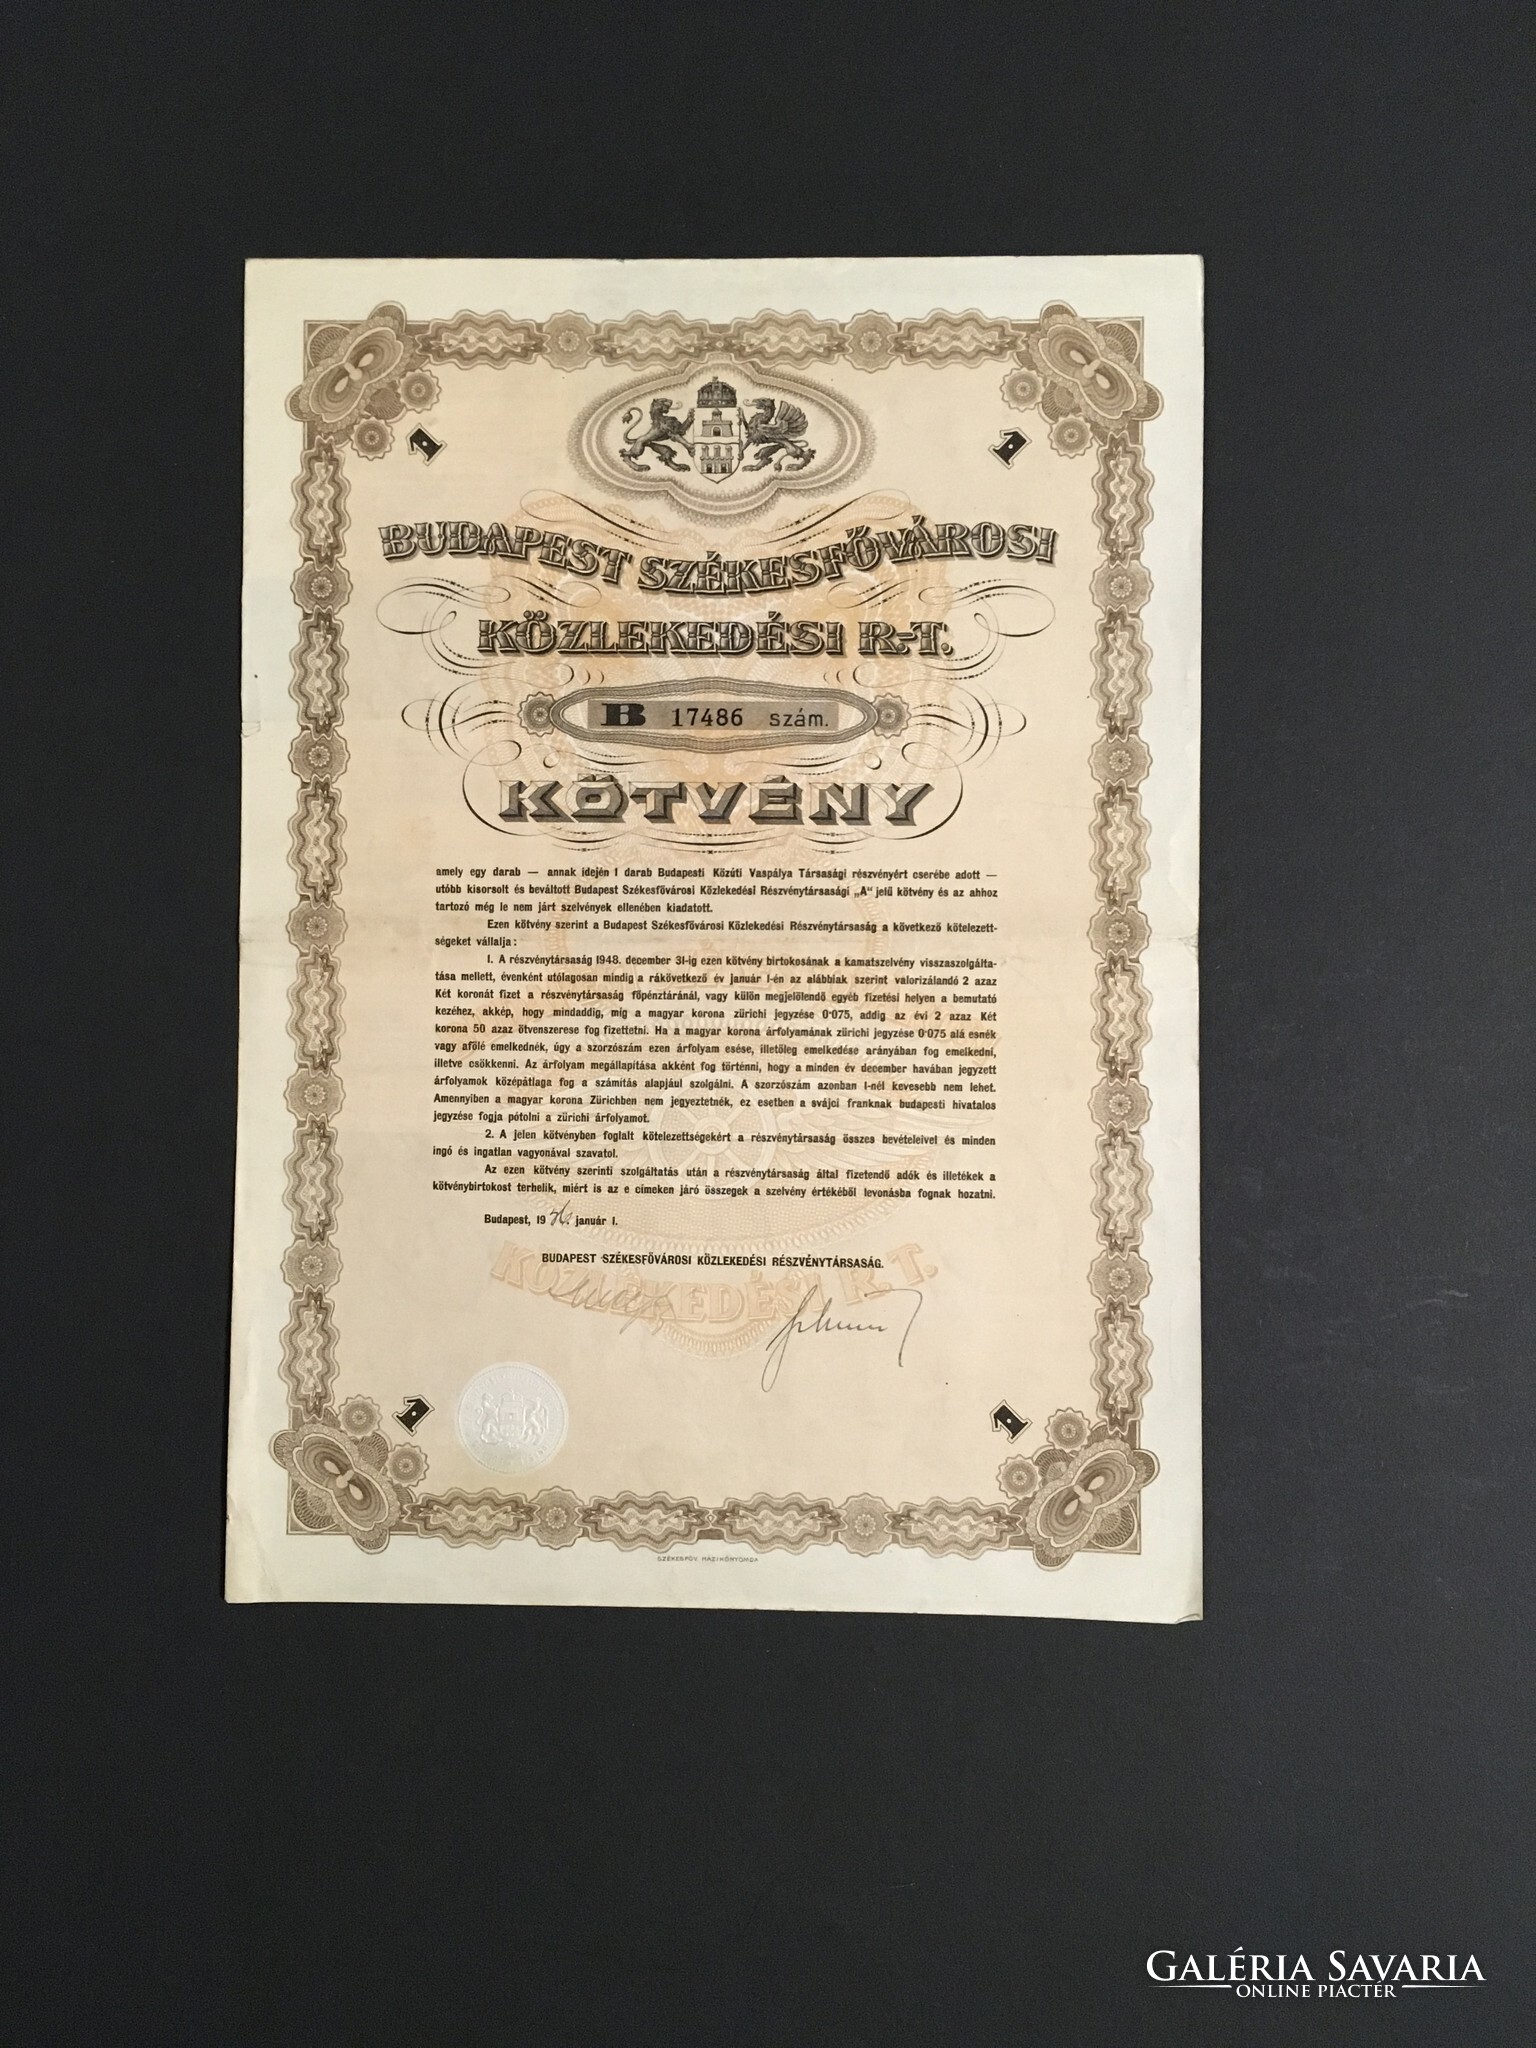 1 1
BUDAPEST SZÉKESFŐVÁROSI
KÖZLEKEDÉSI R.-T.
B 17486 szám.
KÖTVÉNY
amely egy darab — annak idején 1 darab Budapesti Közúti Vaspálya Társasági részvényért cserébe adott —
utóbb kisorsolt és beváltott Budapest Székesfővárosi Közlekedési Részvénytársasági „A" jelű kötvény és az ahhoz
tartozó még le nem járt szelvények ellenében kiadatott.
Ezen kötvény szerint a Budapest Székesfővárosi Közlekedési Részvénytársaság a következő kötelezett-
ségeket vállalja:
1. A részvénytársaság 1948. december 31-ig ezen kötvény birtokosának a kamatszelvény visszaszolgálta-
tása mellett, évenként utólagosan mindig a rákövetkező év január 1-én az alábbiak szerint valorizálandó 2 azaz
Két koronát fizet a részvénytársaság főpénztáránál, vagy külön megjelölendő egyéb fizetési helyen a bemutató
kezéhez, akkép, hogy mindaddig, míg a magyar korona zürichi jegyzése 0·075, addig az évi 2 azaz Két
korona 50 azaz ötvenszerese fog fizettetni. Ha a magyar korona árfolyamának zürichi jegyzése 0·075 alá esnék
vagy afölé emelkednék, úgy a szorzószám ezen árfolyam esése, illetőleg emelkedése arányában fog emelkedni,
illetve csökkenni. Az árfolyam megállapítása akként fog történni, hogy a minden év december havában jegyzett
árfolyamok középátlaga fog a számítás alapjául szolgálni. A szorzószám azonban 1-nél kevesebb nem lehet.
Amennyiben a magyar korona Zürichben nem jegyeztetnék, ez esetben a svájci franknak budapesti hivatalos
jegyzése fogja pótolni a zürichi árfolyamot.
2. A jelen kötvényben foglalt kötelezettségekért a részvénytársaság összes bevételeivel és minden
ingó és ingatlan vagyonával szavatol.
Az ezen kötvény szerinti szolgáltatás után a részvénytársaság által fizetendő adók és illetékek a
kötvénybirtokost terhelik, miért is az e címeken járó összegek a szelvény értékéből levonásba fognak hozatni.
Budapest, 19 január 1.
BUDAPEST SZÉKESFŐVÁROSI KÖZLEKEDÉSI RÉSZVÉNYTÁRSASÁG.
KÖZLEKEDÉSI R.T.
1 1
SZÉKESFŐV. HÁZINYOMDA
GALÉRIA SAVARIA
ONLINE PIACTÉR